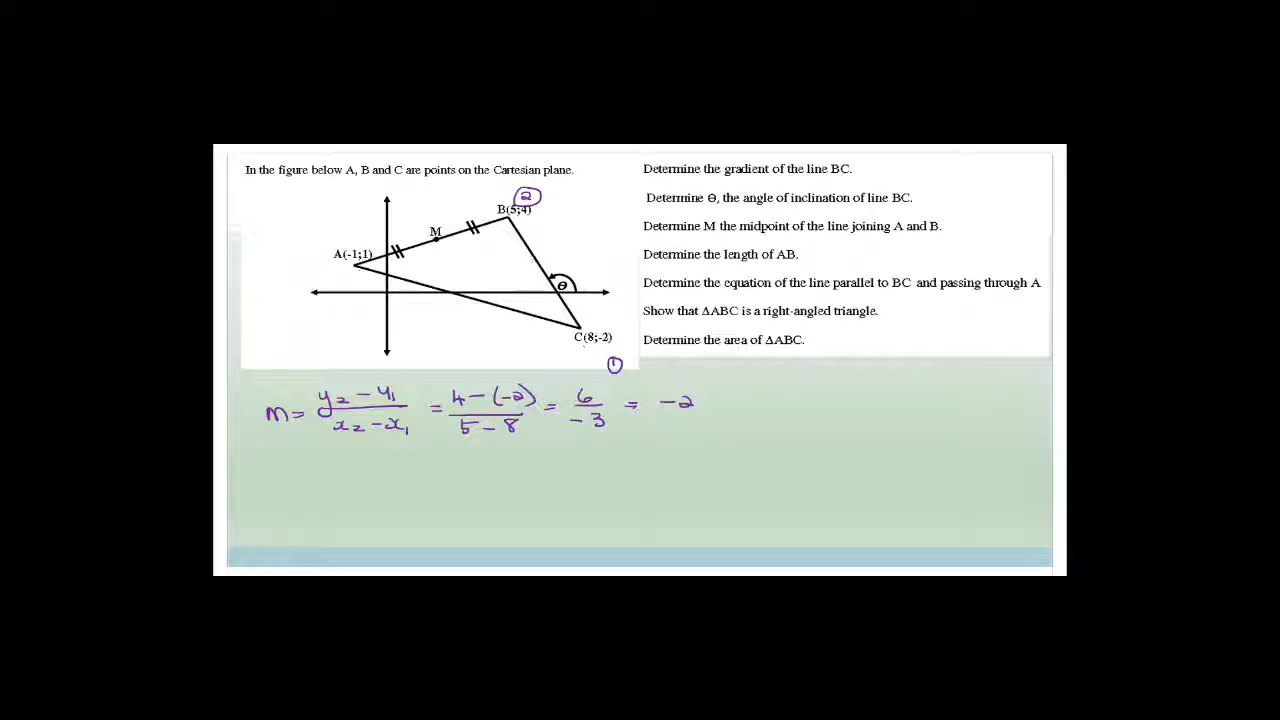 In the figure below A, B and C are points on the Cartesian plane.
2
B(5;4)
M
A(-1;1)
θ
C(8;-2)
1
Determine the gradient of the line BC.
Determine Θ, the angle of inclination of line BC.
Determine M the midpoint of the line joining A and B.
Determine the length of AB.
Determine the equation of the line parallel to BC and passing through A
Show that ΔABC is a right-angled triangle.
Determine the area of ΔABC.
m = y₂ - y₁ / x₂ - x₁ = 4 - (-2) / 5 - 8 = 6 / -3 = -2